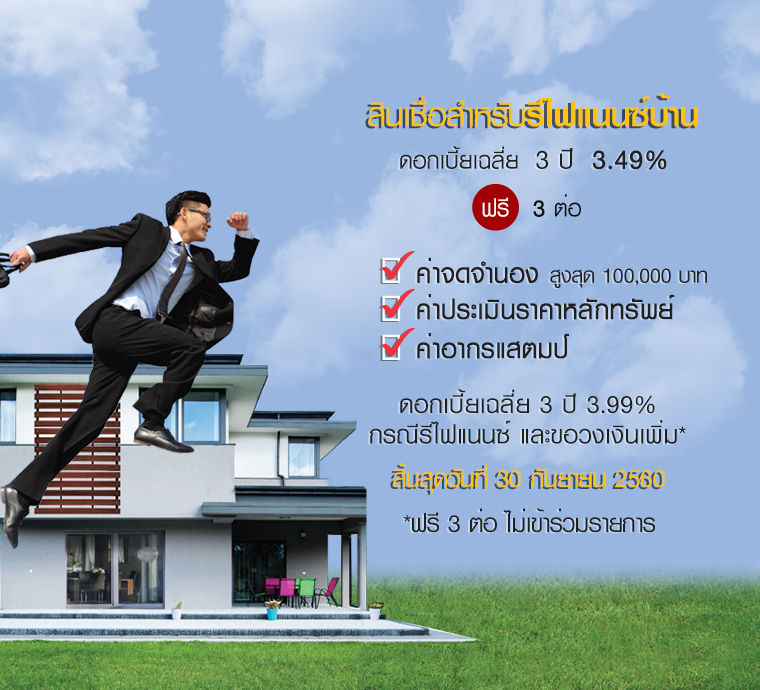 สินเชื่อสำหรับรีไฟแนนซ์บ้าน
ดอกเบี้ยเฉลี่ย 3 ปี 3.49%
ฟรี 3 ต่อ
ค่าจดจำนอง สูงสุด 100,000 บาท
ค่าประเมินราคาหลักทรัพย์
ค่าอากรแสตมป์
ดอกเบี้ยเฉลี่ย 3 ปี 3.99%
กรณีรีไฟแนนซ์ และขอวงเงินเพิ่ม*
สิ้นสุดวันที่ 30 กันยายน 2560
*ฟรี 3 ต่อ ไม่เข้าร่วมรายการ